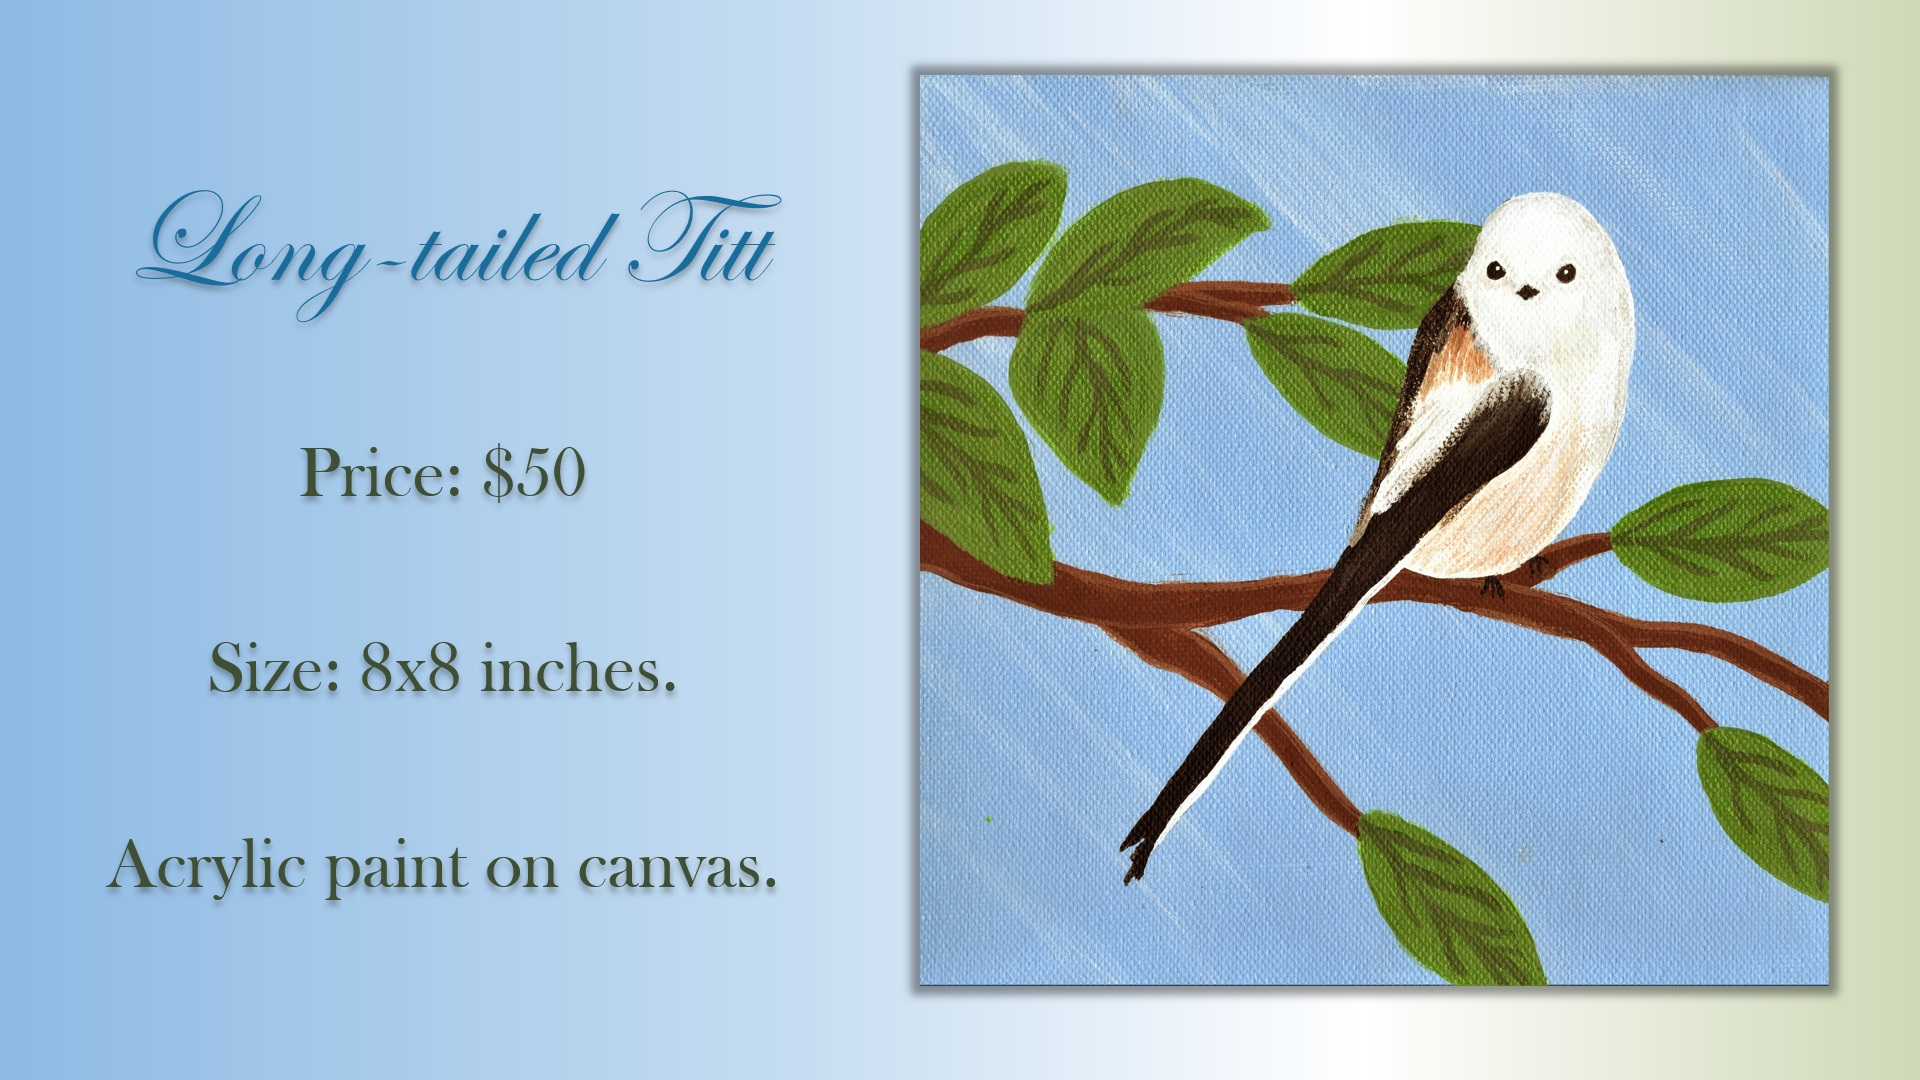 Long-tailed Titt
Price: $50
Size: 8x8 inches.
Acrylic paint on canvas.